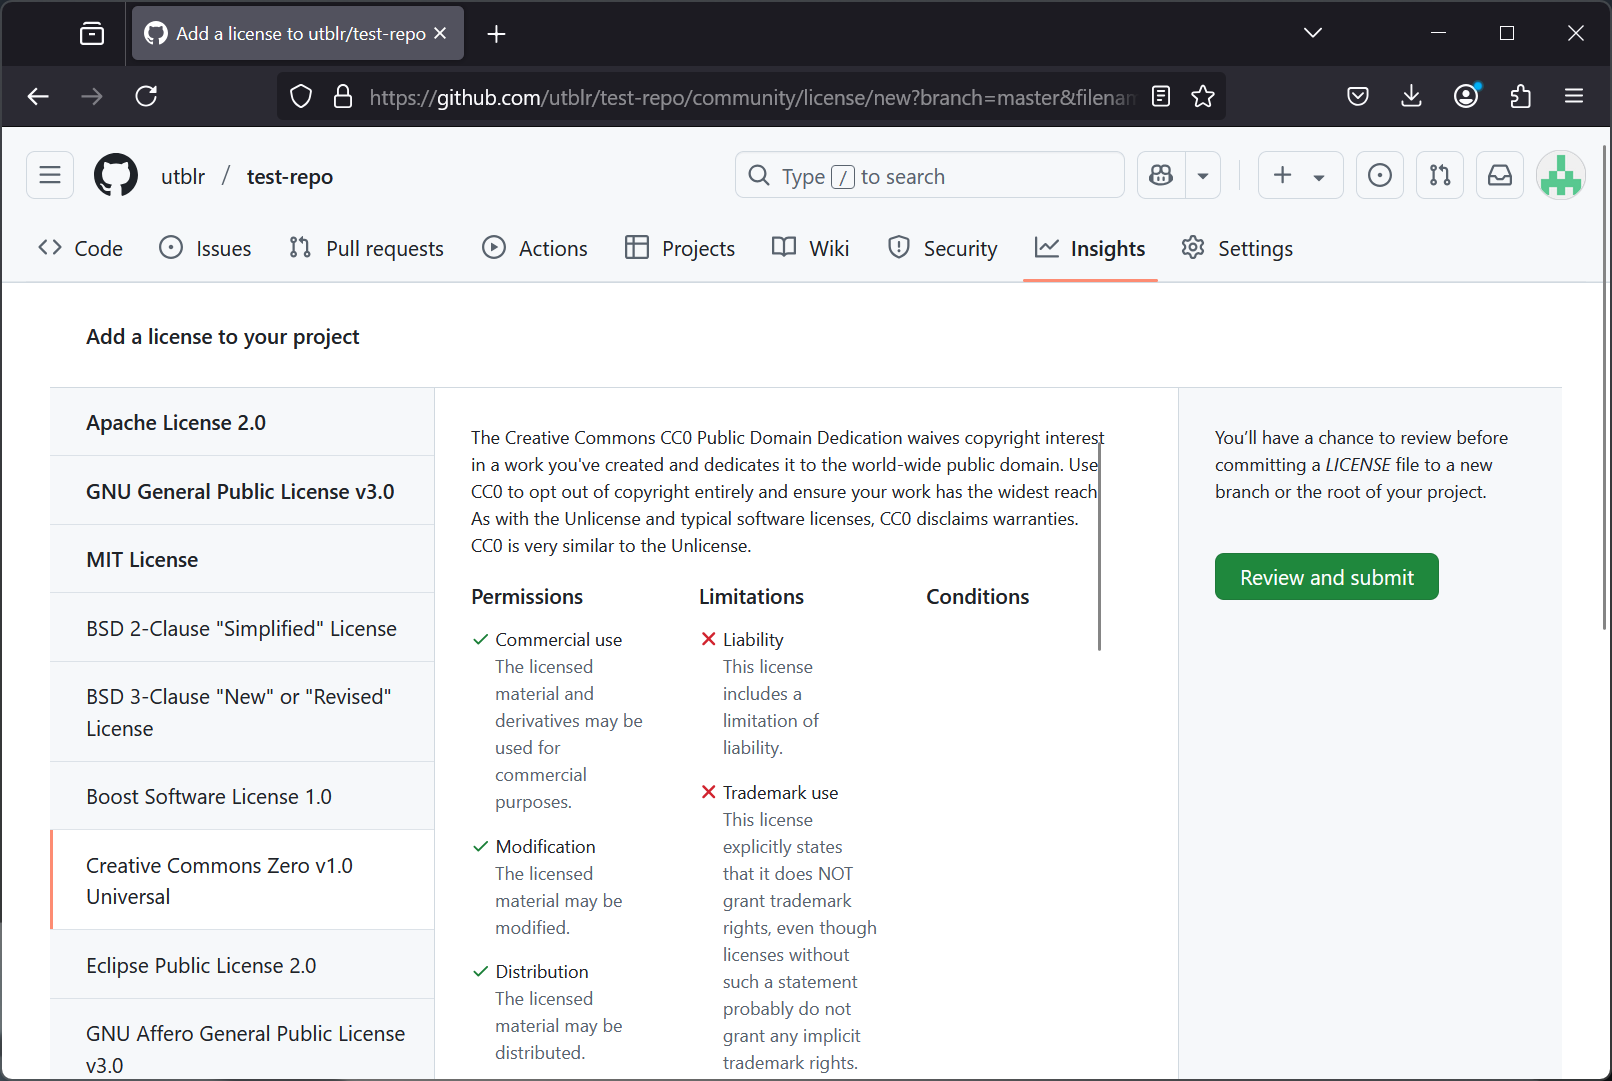 Add a license to utblr/test-repo
https://github.com/utblr/test-repo/community/license/new?branch=master&filenam
utblr / test-repo
Type / to search
Code Issues Pull requests Actions Projects Wiki Security Insights Settings
Add a license to your project
Apache License 2.0
GNU General Public License v3.0
MIT License
BSD 2-Clause "Simplified" License
BSD 3-Clause "New" or "Revised"
License
Boost Software License 1.0
Creative Commons Zero v1.0
Universal
Eclipse Public License 2.0
GNU Affero General Public License
v3.0
The Creative Commons CC0 Public Domain Dedication waives copyright interest
in a work you've created and dedicates it to the world-wide public domain. Use
CC0 to opt out of copyright entirely and ensure your work has the widest reach
As with the Unlicense and typical software licenses, CC0 disclaims warranties.
CC0 is very similar to the Unlicense.
Permissions
Commercial use
The licensed
material and
derivatives may be
used for
commercial
purposes.
Modification
The licensed
material may be
modified.
Distribution
The licensed
material may be
distributed.
Limitations
Liability
This license
includes a
limitation of
liability.
Trademark use
This license
explicitly states
that it does NOT
grant trademark
rights, even though
licenses without
such a statement
probably do not
grant any implicit
trademark rights.
Conditions
You’ll have a chance to review before
committing a LICENSE file to a new
branch or the root of your project.
Review and submit